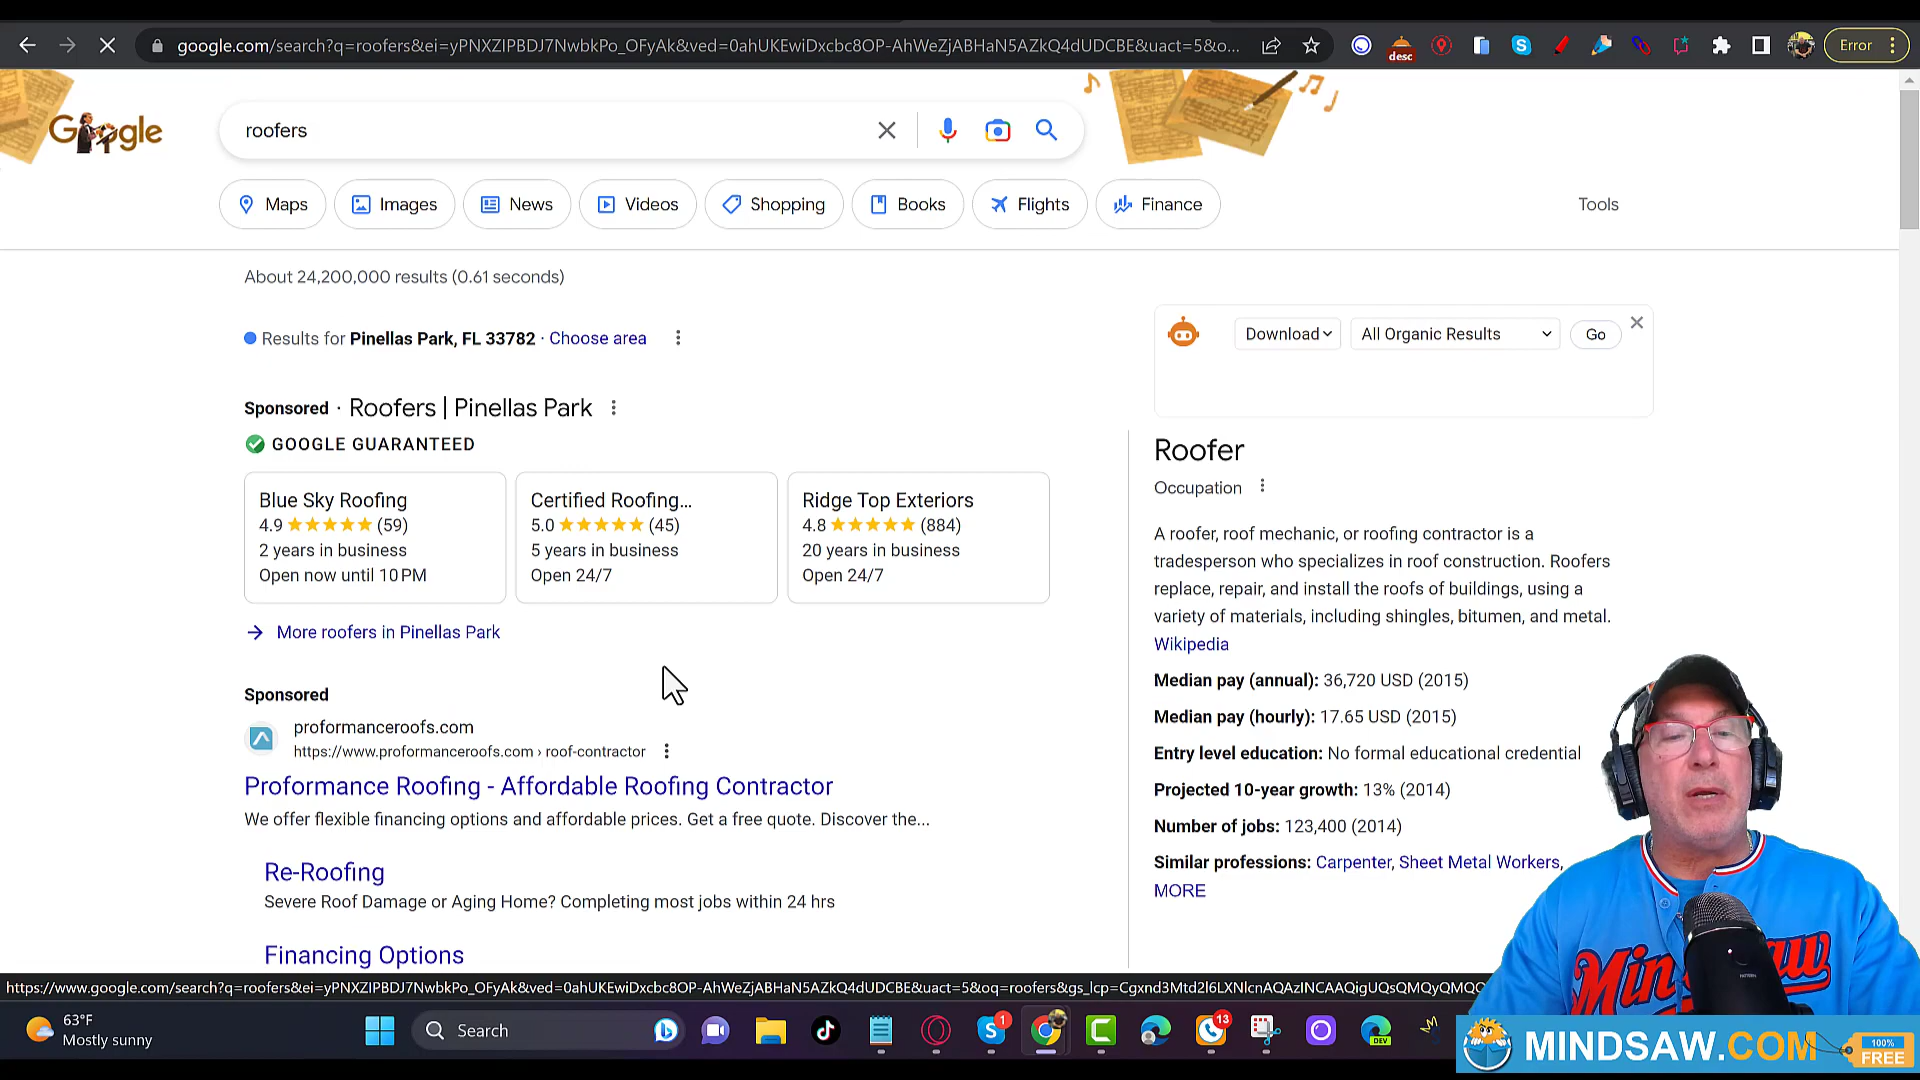 google.com/search?q=roofers&ei=yPNXZIPBDJ7NwbkPo_OFyAk&ved=0ahUKEwiDxcbc8OP-AhWeZjABHaN5AZkQ4dUDCBE&uact=5&o...
desc
Error
Google
roofers
Maps
Images
News
Videos
Shopping
Books
Flights
Finance
Tools
About 24,200,000 results (0.61 seconds)
Results for Pinellas Park, FL 33782 · Choose area
Download
All Organic Results
Go
Sponsored · Roofers | Pinellas Park
GOOGLE GUARANTEED
Blue Sky Roofing
4.9 (59)
2 years in business
Open now until 10 PM
Certified Roofing...
5.0 (45)
5 years in business
Open 24/7
Ridge Top Exteriors
4.8 (884)
20 years in business
Open 24/7
More roofers in Pinellas Park
Sponsored
proformanceroofs.com
https://www.proformanceroofs.com › roof-contractor
Proformance Roofing - Affordable Roofing Contractor
We offer flexible financing options and affordable prices. Get a free quote. Discover the...
Re-Roofing
Severe Roof Damage or Aging Home? Completing most jobs within 24 hrs
Financing Options
Roofer
Occupation
A roofer, roof mechanic, or roofing contractor is a
tradesperson who specializes in roof construction. Roofers
replace, repair, and install the roofs of buildings, using a
variety of materials, including shingles, bitumen, and metal.
Wikipedia
Median pay (annual): 36,720 USD (2015)
Median pay (hourly): 17.65 USD (2015)
Entry level education: No formal educational credential
Projected 10-year growth: 13% (2014)
Number of jobs: 123,400 (2014)
Similar professions: Carpenter, Sheet Metal Workers,
MORE
https://www.google.com/search?q=roofers&ei=yPNXZIPBDJ7NwbkPo_OFyAk&ved=0ahUKEwiDxcbc8OP-AhWeZjABHaN5AZkQ4dUDCBE&uact=5&oq=roofers&gs_lcp=Cgxnd3Mtd2l6LXNlcnAQAzINCAAQigUQsQMQyQMQ
63°F
Mostly sunny
Search
1
13
DEV
MINDSAW.COM
100%
FREE